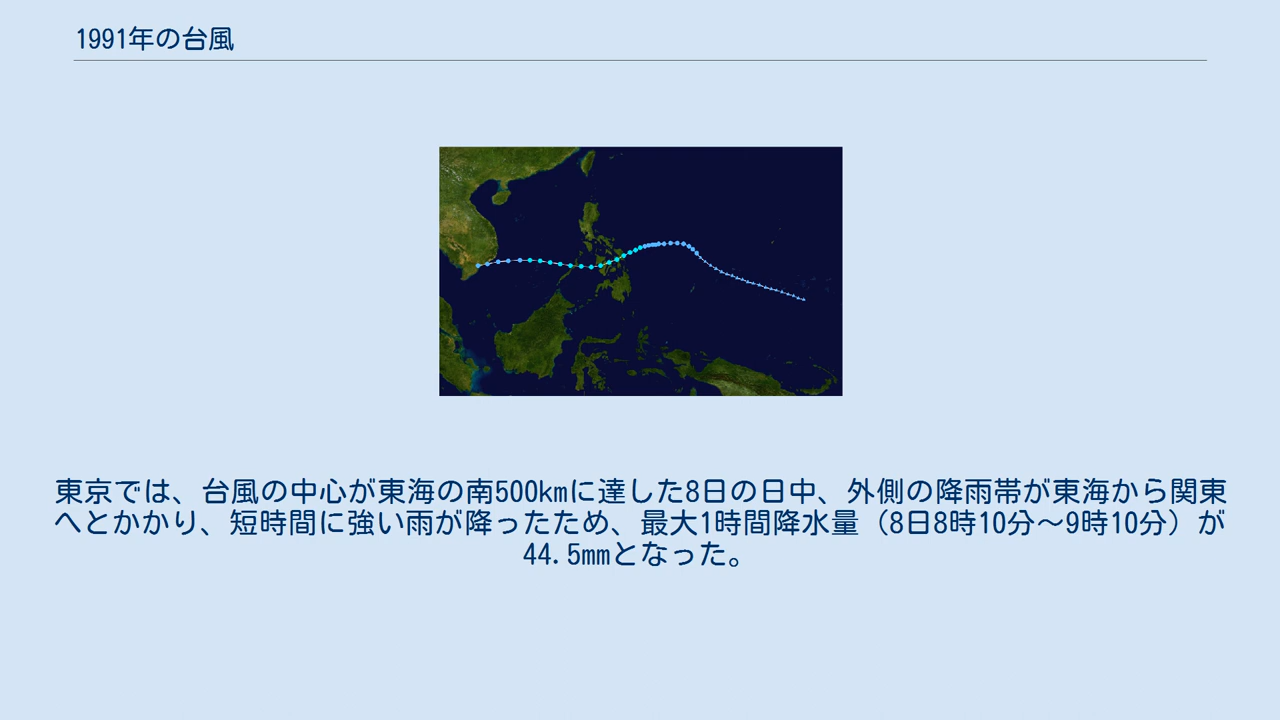 1991年の台風
東京では、台風の中心が東海の南500kmに達した8日の日中、外側の降雨帯が東海から関東
へとかかり、短時間に強い雨が降ったため、最大1時間降水量（8日8時10分～9時10分）が
44.5mmとなった。